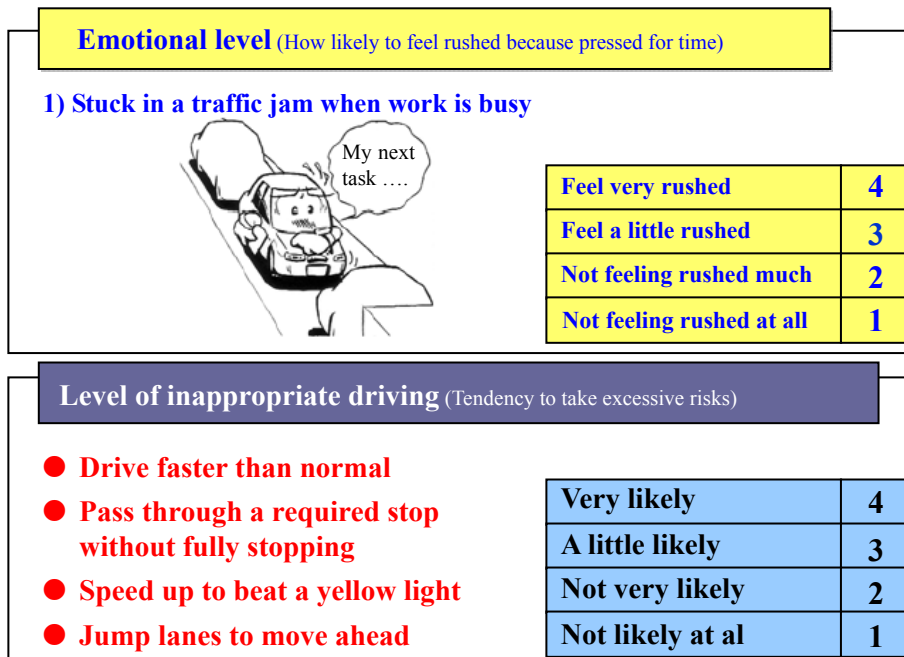 Emotional level (How likely to feel rushed because pressed for time)
1) Stuck in a traffic jam when work is busy
My next
task ….
Feel very rushed 4
Feel a little rushed 3
Not feeling rushed much 2
Not feeling rushed at all 1
Level of inappropriate driving (Tendency to take excessive risks)
● Drive faster than normal
● Pass through a required stop
without fully stopping
● Speed up to beat a yellow light
● Jump lanes to move ahead
Very likely 4
A little likely 3
Not very likely 2
Not likely at al 1